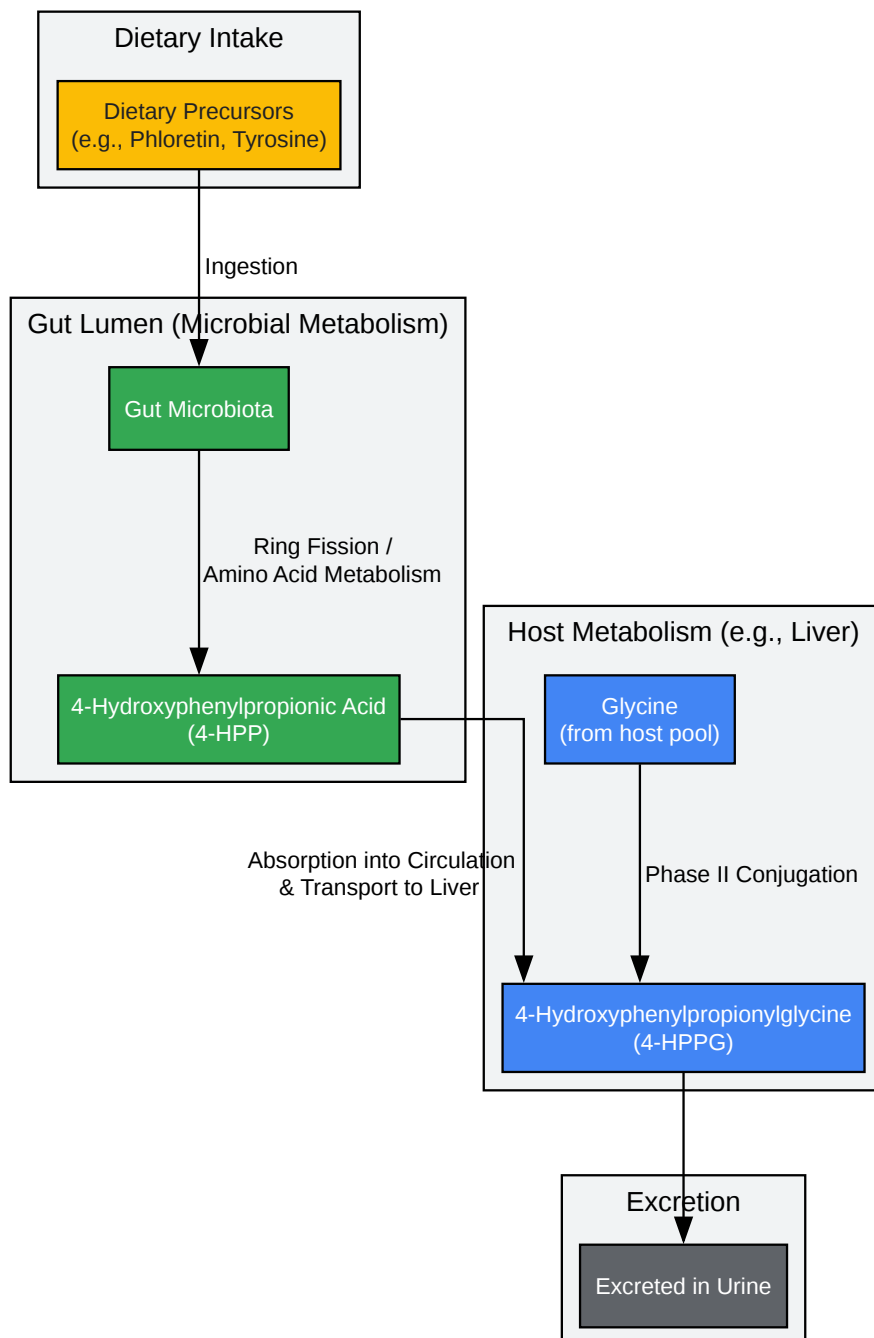 Dietary Intake
Dietary Precursors
(e.g., Phloretin, Tyrosine)
Ingestion
Gut Lumen (Microbial Metabolism)
Gut Microbiota
Ring Fission /
Amino Acid Metabolism
4-Hydroxyphenylpropionic Acid
(4-HPP)
Host Metabolism (e.g., Liver)
Glycine
(from host pool)
Absorption into Circulation
& Transport to Liver
Phase II Conjugation
4-Hydroxyphenylpropionylglycine
(4-HPPG)
Excretion
Excreted in Urine